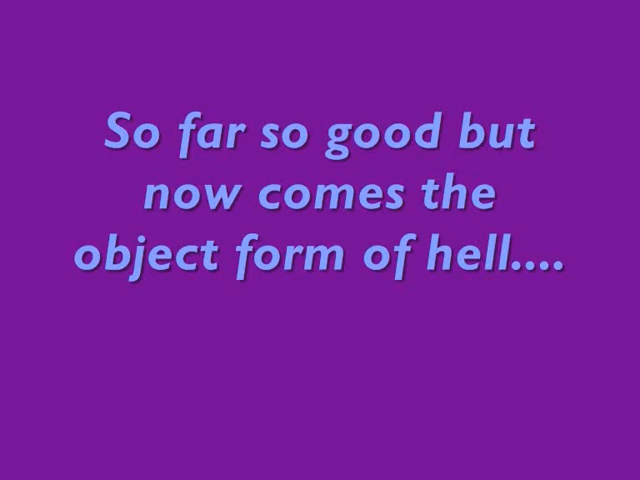 So far so good but
now comes the
object form of hell....